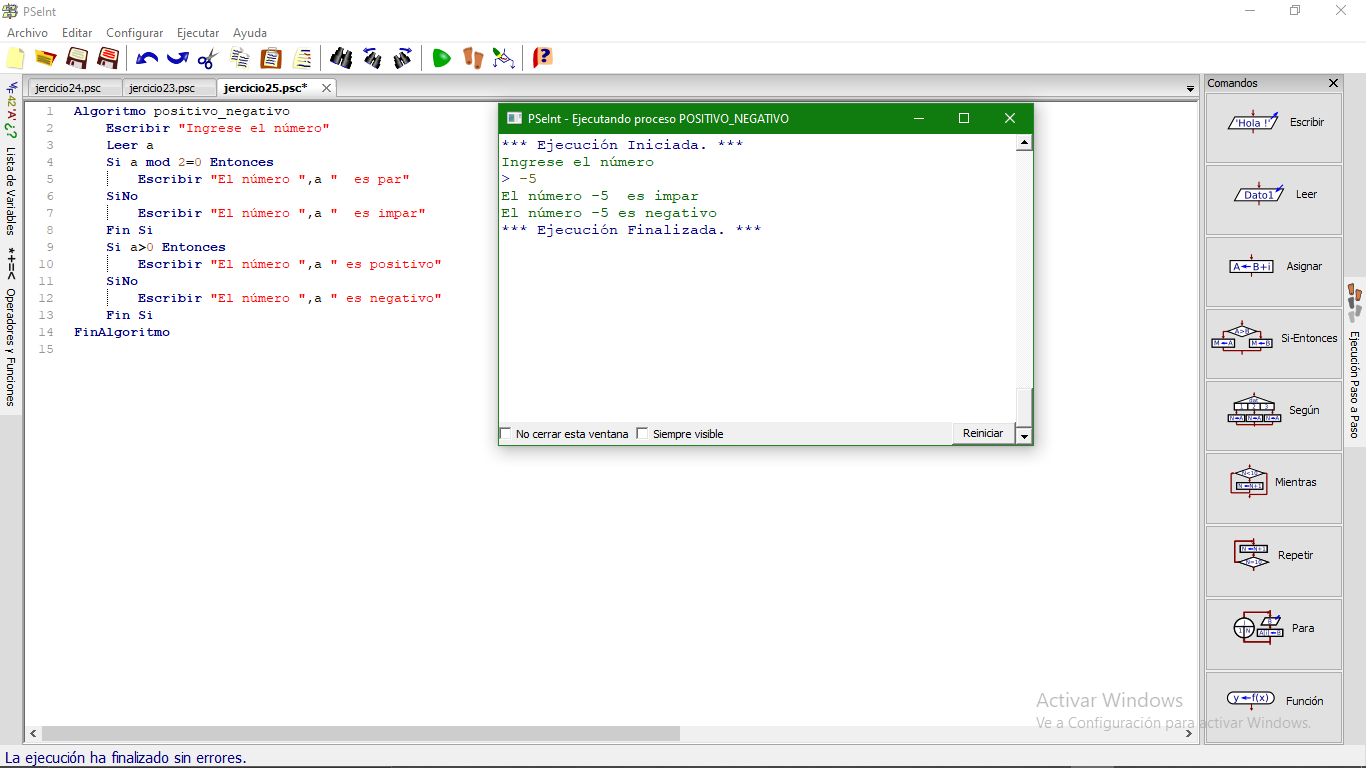 PSeInt
Archivo Editar Configurar Ejecutar Ayuda
jercicio24.psc jercicio23.psc jercicio25.psc*
1 Algoritmo positivo_negativo
2 Escribir "Ingrese el número"
3 Leer a
4 Si a mod 2=0 Entonces
5 Escribir "El número ",a "  es par"
6 SiNo
7 Escribir "El número ",a "  es impar"
8 Fin Si
9 Si a>0 Entonces
10 Escribir "El número ",a " es positivo"
11 SiNo
12 Escribir "El número ",a " es negativo"
13 Fin Si
14 FinAlgoritmo
15
PSeInt - Ejecutando proceso POSITIVO_NEGATIVO
*** Ejecución Iniciada. ***
Ingrese el número
> -5
El número -5  es impar
El número -5 es negativo
*** Ejecución Finalizada. ***
No cerrar esta ventana Siempre visible Reiniciar
Lista de Variables
*+=< Operadores y Funciones
Comandos
'Hola !' Escribir
Dato1 Leer
A←B+i Asignar
A>B M←A M←B Si-Entonces
Según
Mientras
Repetir
Para
y←f(x) Función
Ejecución Paso a Paso
Activar Windows
Ve a Configuración para activar Windows.
La ejecución ha finalizado sin errores.